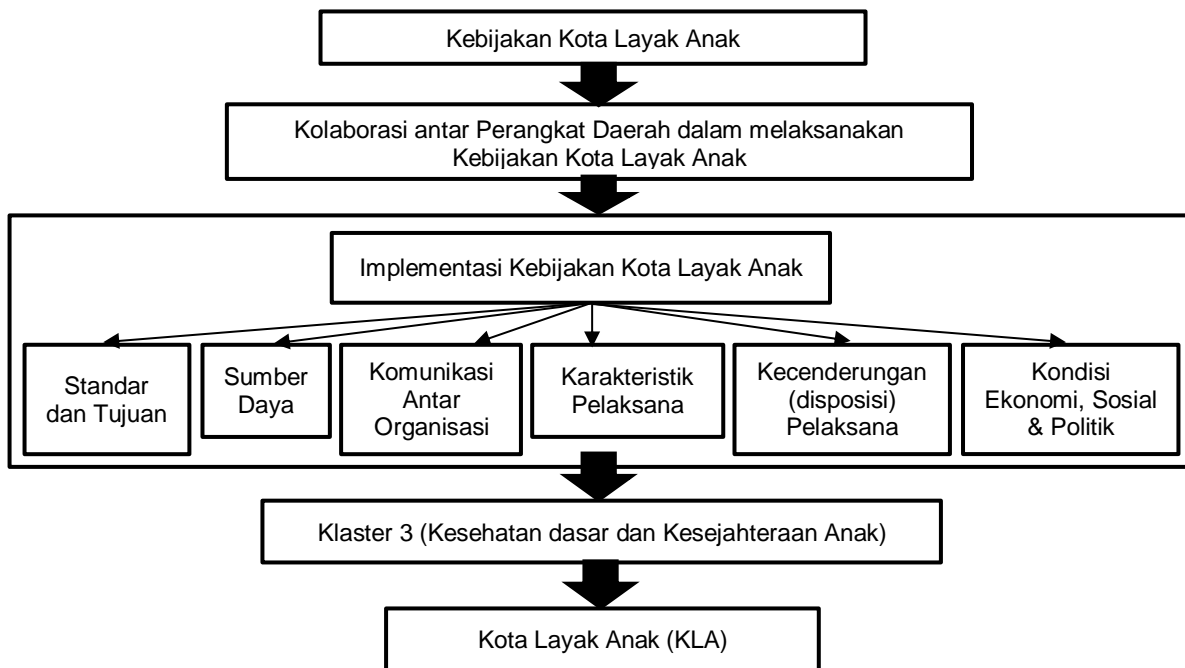 Kebijakan Kota Layak Anak
Kolaborasi antar Perangkat Daerah dalam melaksanakan
Kebijakan Kota Layak Anak
Implementasi Kebijakan Kota Layak Anak
Standar
dan Tujuan
Sumber
Daya
Komunikasi
Antar
Organisasi
Karakteristik
Pelaksana
Kecenderungan
(disposisi)
Pelaksana
Kondisi
Ekonomi, Sosial
& Politik
Klaster 3 (Kesehatan dasar dan Kesejahteraan Anak)
Kota Layak Anak (KLA)